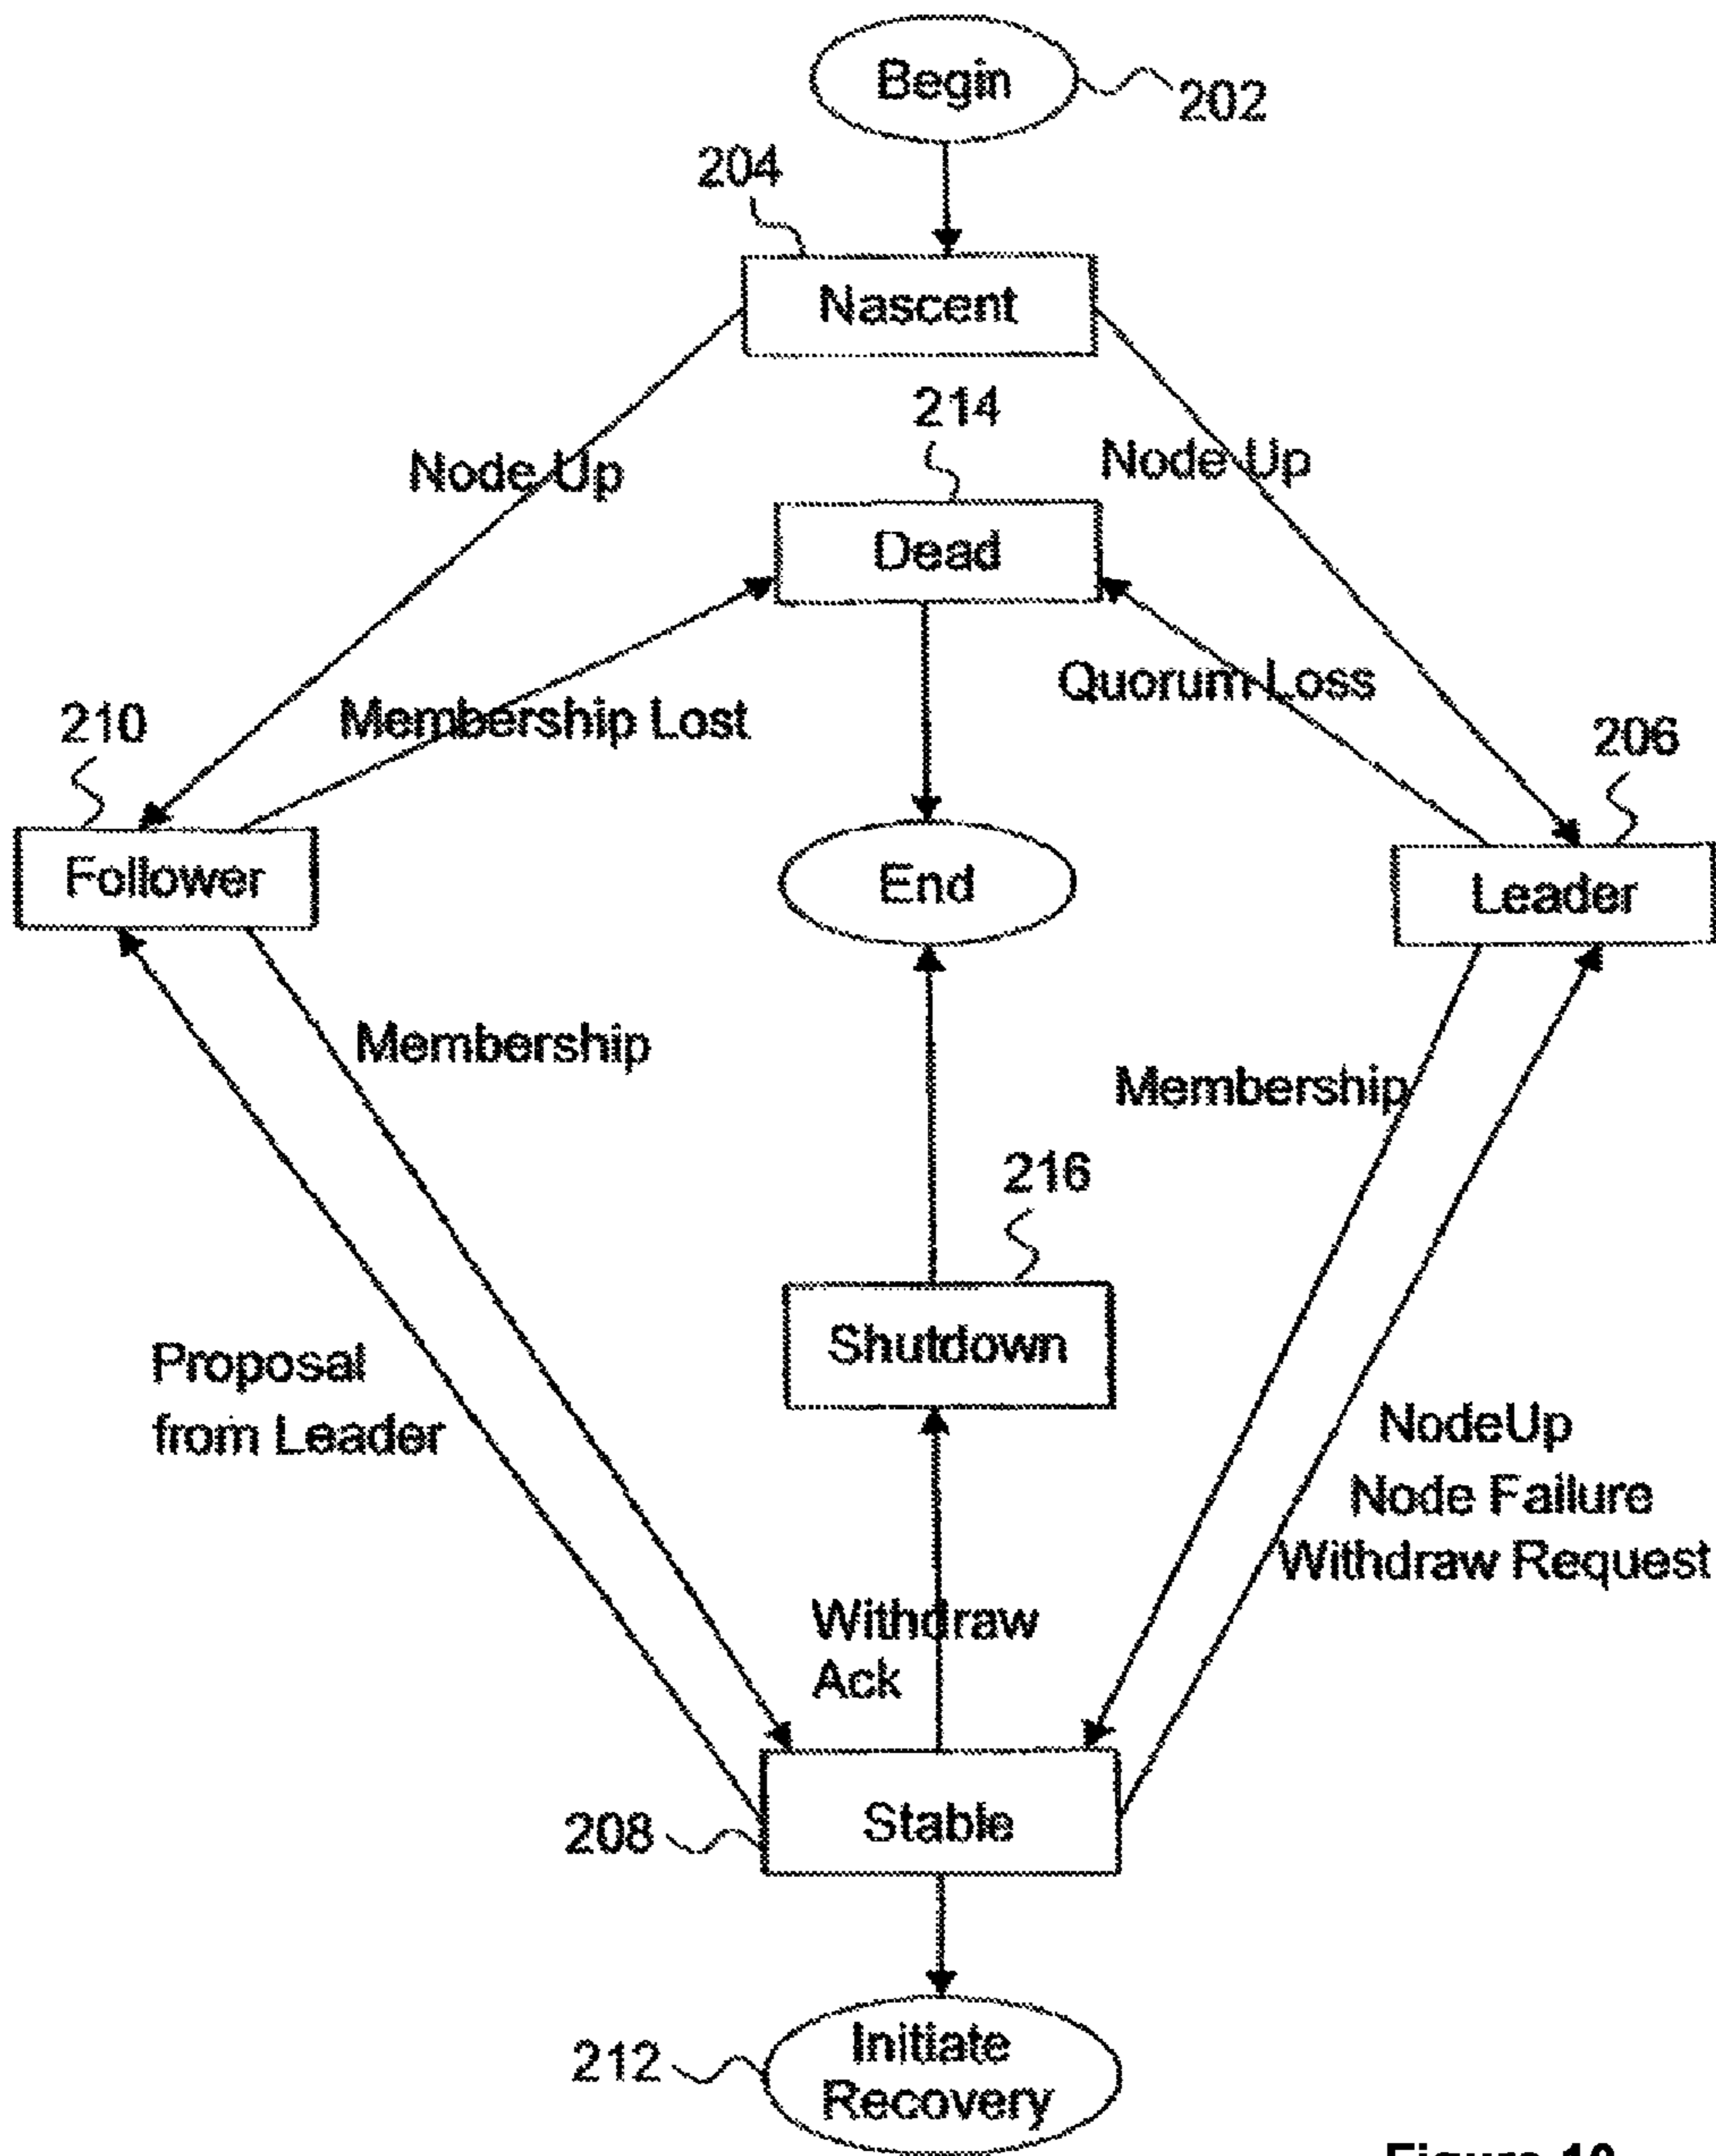 Begin
202
204
Nascent
214
Node Up
Node Up
Dead
Quorum Loss
Membership Lost
210
206
Follower
End
Leader
Membership
Membership
216
Shutdown
Proposal
from Leader
NodeUp
Node Failure
Withdraw Request
Withdraw
Ack
Stable
208
Initiate
Recovery
212
Figure 10